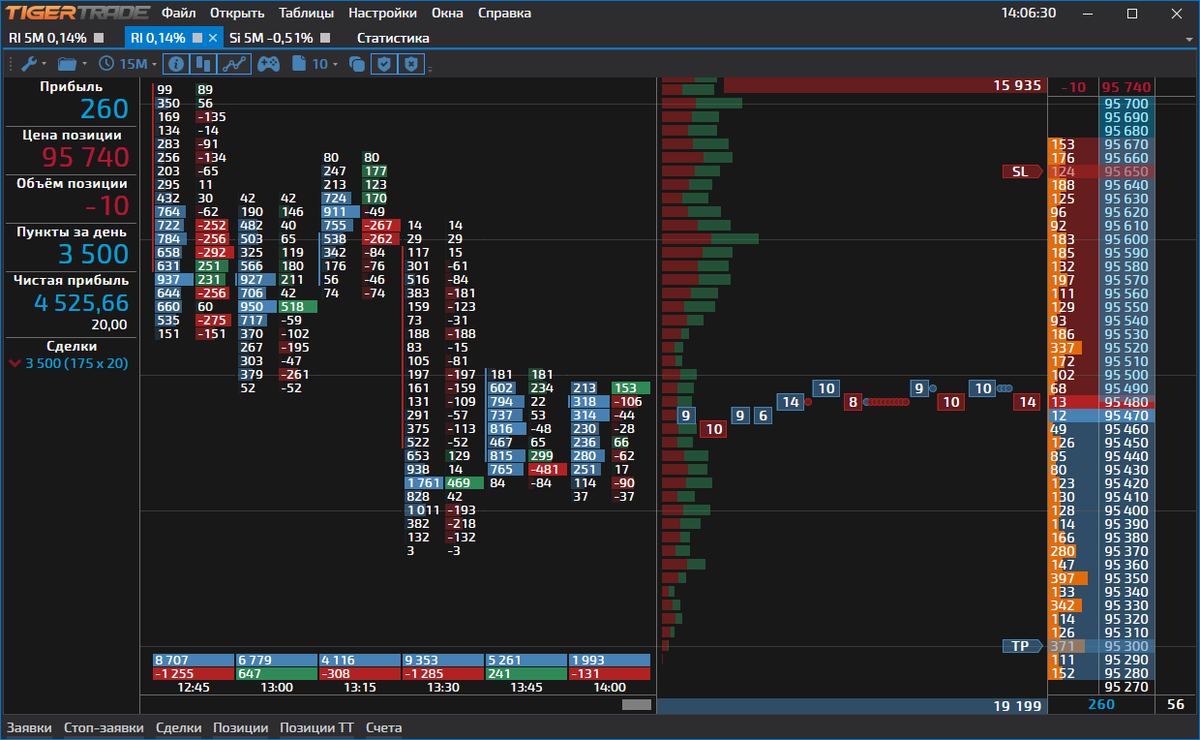 TIGERTRADE Файл Открыть Таблицы Настройки Окна Справка 14:06:30
RI 5M 0,14% RI 0,14% Si 5M -0,51% Статистика
15M 10
Прибыль
260
Цена позиции
95 740
Объём позиции
-10
Пункты за день
3 500
Чистая прибыль
4 525,66
20,00
Сделки
3 500 (175 x 20)
99 89
350 56
169 -135
134 -14
283 -91
256 -134
203 -65
295 11
432 30
764 -62
722 -252
784 -256
658 -292
631 251
937 231
644 -256
660 60
535 -275
151 -151
42 42
190 146
482 40
503 65
325 119
566 180
927 211
706 42
950 518
717 -59
370 -102
267 -195
303 -47
379 -261
52 -52
80 80
247 177
213 123
724 170
911 -49
755 -267
538 -262
342 -84
176 -76
56 -46
74 -74
14 14
29 29
117 15
301 -61
516 -84
383 -181
159 -123
73 -31
188 -188
83 -15
105 -81
197 -197
161 -159
131 -109
291 -57
375 -113
522 -52
653 129
938 14
1 761 469
828 42
1 011 -193
382 -218
132 -132
3 -3
181 181
602 234
794 22
737 53
816 -48
467 65
815 299
765 -481
84 -84
213 153
318 -106
314 -44
230 -28
236 66
280 -62
251 17
114 -90
37 -37
8 707 6 779 4 116 9 353 5 261 1 993
-1 255 647 -308 -1 285 241 -131
12:45 13:00 13:15 13:30 13:45 14:00
15 935 -10 95 740
95 700
95 690
95 680
153 95 670
176 95 660
SL 124 95 650
188 95 640
125 95 630
96 95 620
92 95 610
183 95 600
185 95 590
132 95 580
197 95 570
111 95 560
129 95 550
93 95 540
186 95 530
337 95 520
172 95 510
102 95 500
10 9 10 68 95 490
14 8 10 14 13 95 480
9 9 6 12 95 470
10 49 95 460
126 95 450
85 95 440
80 95 430
123 95 420
130 95 410
128 95 400
114 95 390
166 95 380
280 95 370
147 95 360
397 95 350
133 95 340
342 95 330
114 95 320
126 95 310
TP 371 95 300
111 95 290
152 95 280
95 270
19 199 260 56
Заявки Стоп-заявки Сделки Позиции Позиции ТТ Счета